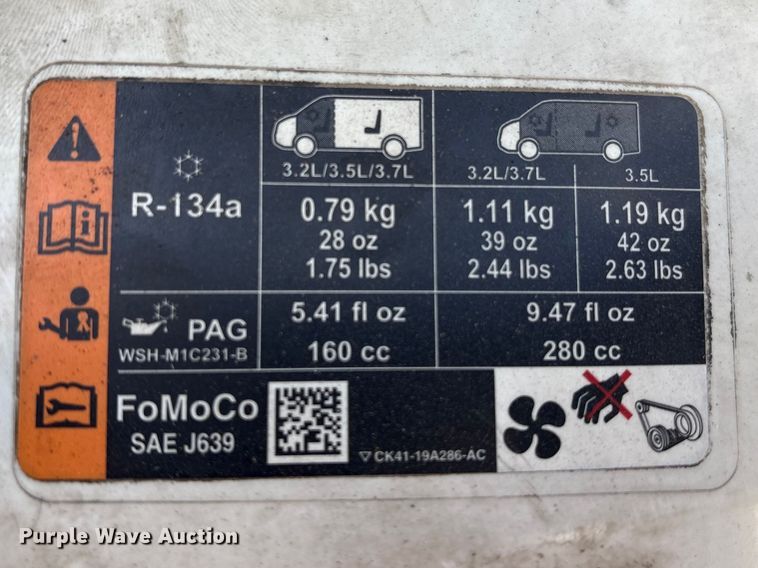 3.2L/3.5L/3.7L
3.2L/3.7L
3.5L
R-134a
0.79 kg
28 oz
1.75 lbs
1.11 kg
39 oz
2.44 lbs
1.19 kg
42 oz
2.63 lbs
PAG
WSH-M1C231-B
5.41 fl oz
160 cc
9.47 fl oz
280 cc
FoMoCo
SAE J639
CK41-19A286-AC
Purple Wave Auction